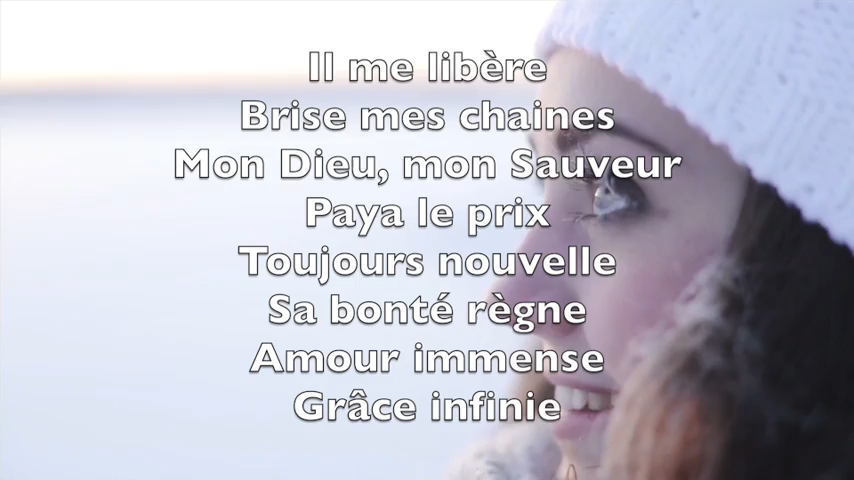 Il me libère
Brise mes chaines
Mon Dieu, mon Sauveur
Paya le prix
Toujours nouvelle
Sa bonté règne
Amour immense
Grâce infinie